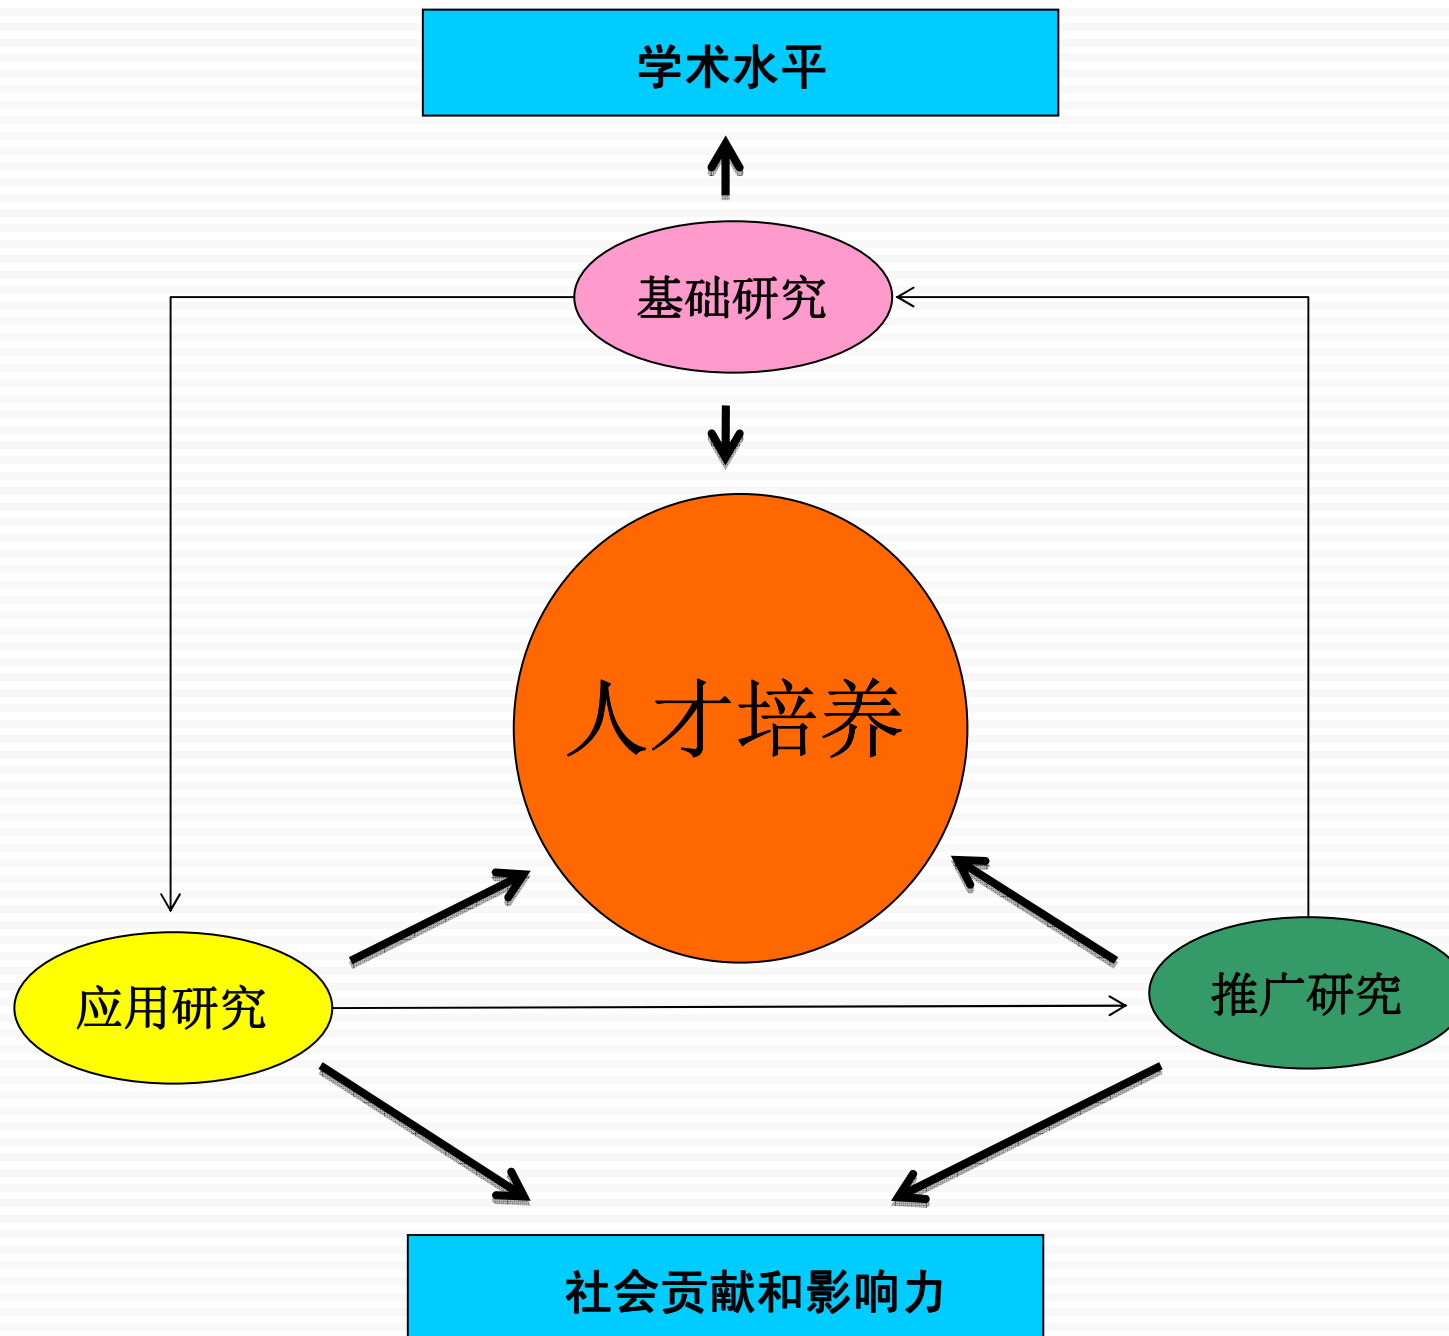 学术水平
基础研究
人才培养
应用研究
推广研究
社会贡献和影响力